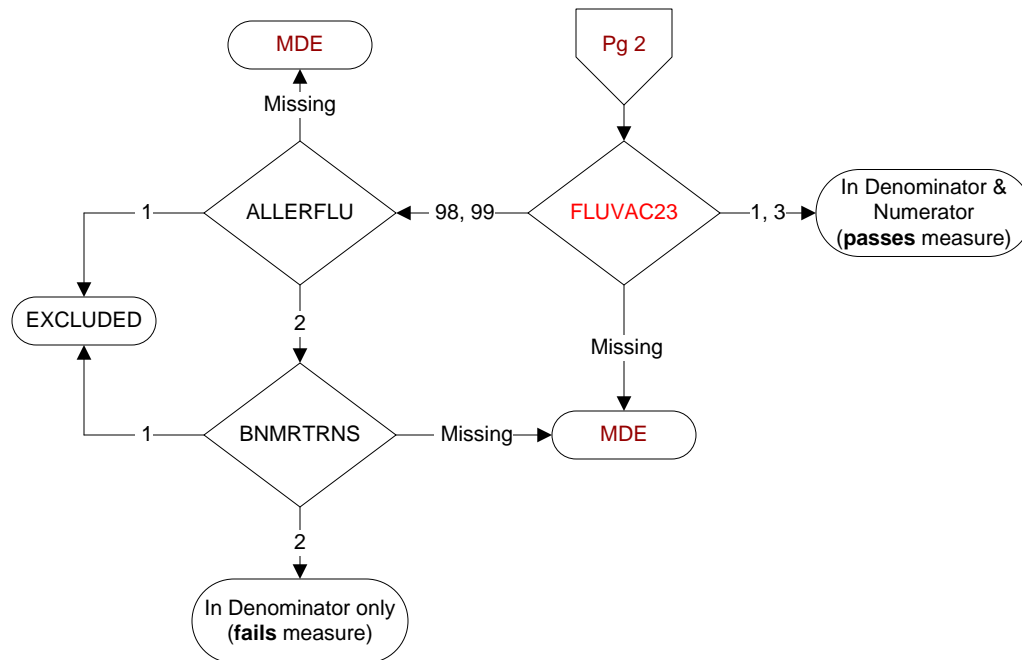 MDE
Pg 2
Missing
ALLERFLU
FLUVAC23
1
98, 99
1, 3
In Denominator &
Numerator
(passes measure)
EXCLUDED
2
Missing
BNMRTRNS
1
Missing
MDE
2
In Denominator only
(fails measure)